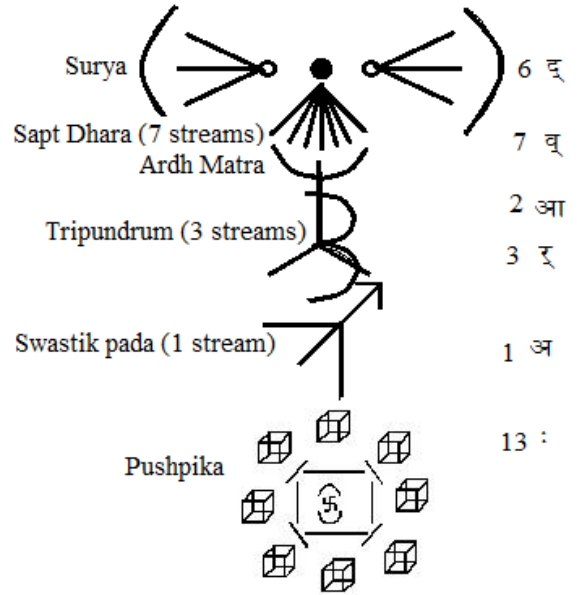 Surya
6 द्
Sapt Dhara (7 streams)
7 व्
Ardh Matra
2 आ
Tripundrum (3 streams)
3 र्
Swastik pada (1 stream)
1 अ
13 :
Pushpika
卐